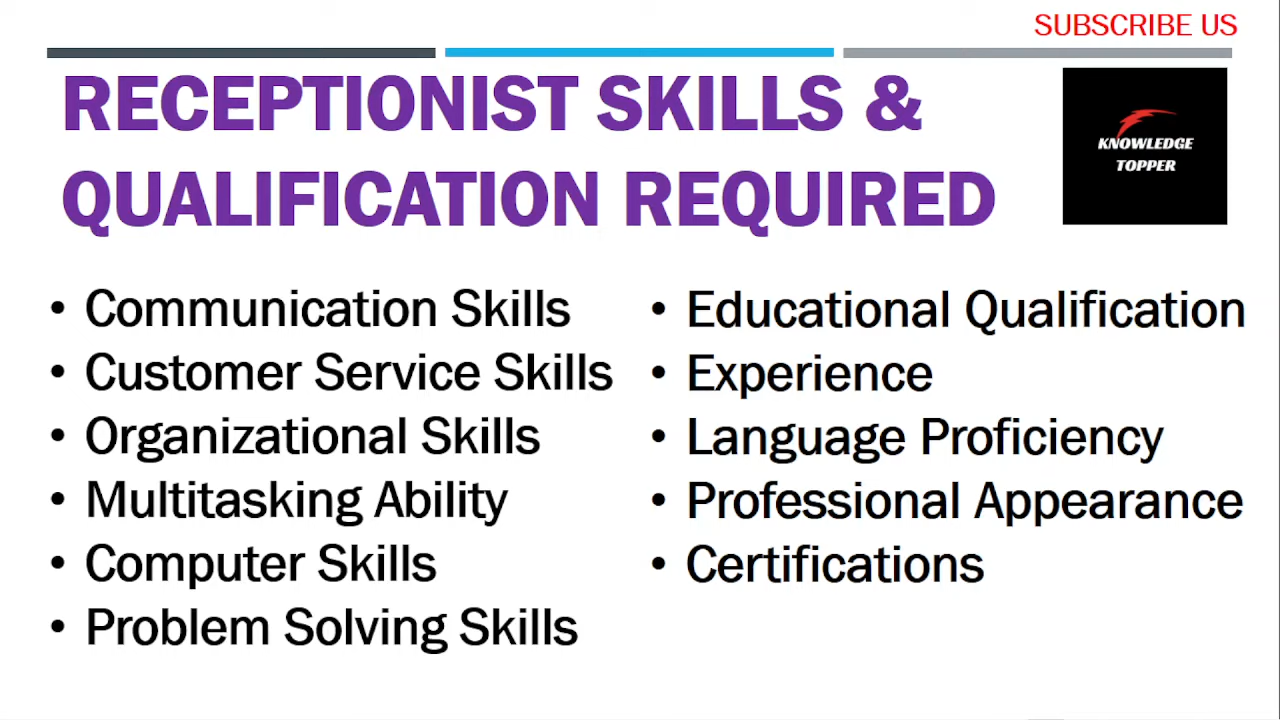 SUBSCRIBE US
RECEPTIONIST SKILLS &
QUALIFICATION REQUIRED
KNOWLEDGE
TOPPER
• Communication Skills
• Customer Service Skills
• Organizational Skills
• Multitasking Ability
• Computer Skills
• Problem Solving Skills
• Educational Qualification
• Experience
• Language Proficiency
• Professional Appearance
• Certifications